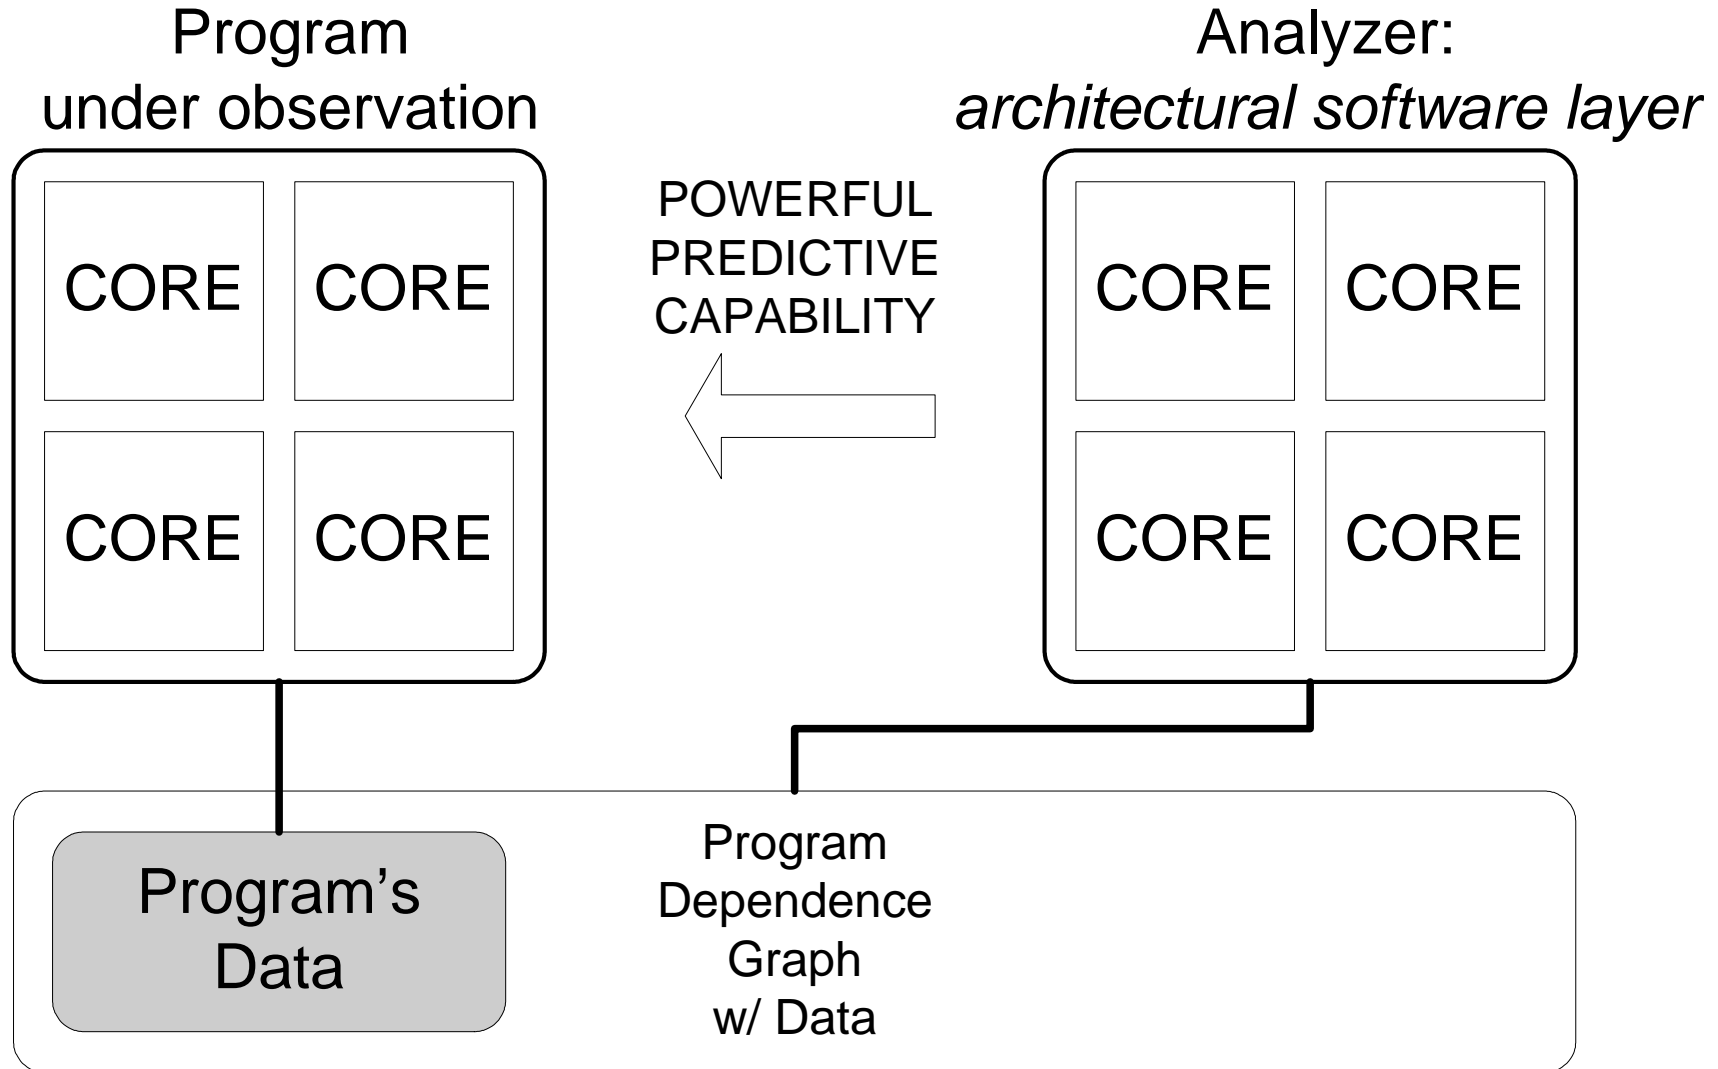 Program
under observation
Analyzer:
architectural software layer
CORE
CORE
CORE
CORE
POWERFUL
PREDICTIVE
CAPABILITY
CORE
CORE
CORE
CORE
Program’s
Data
Program
Dependence
Graph
w/ Data